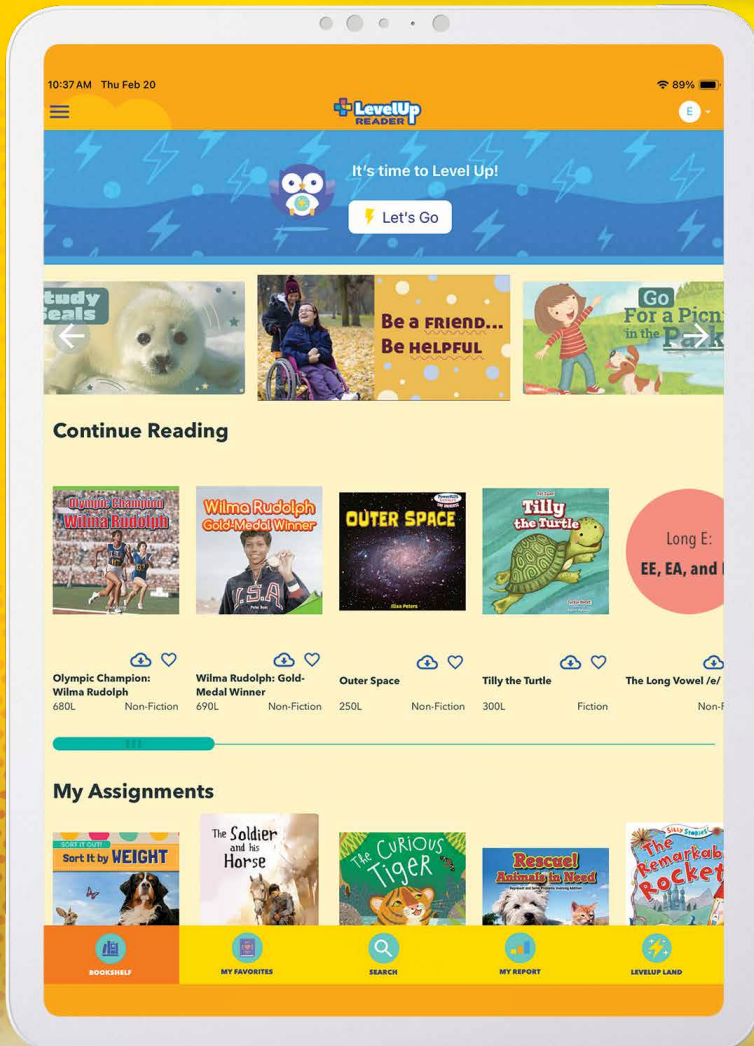 10:37 AM Thu Feb 20
89%
LevelUp
READER
E
It's time to Level Up!
Let's Go
Study
Seals
Be a FRIEND...
Be HELPFUL
Go
For a Picn
in the Park
Continue Reading
Olympic Champion
Wilma Rudolph
Wilma Rudolph
Gold-Medal Winner
U.S.A
OUTER SPACE
Tilly
the Turtle
Long E:
EE, EA, and
Olympic Champion:
Wilma Rudolph
680L Non-Fiction
Wilma Rudolph: Gold-
Medal Winner
690L Non-Fiction
Outer Space
250L Non-Fiction
Tilly the Turtle
300L Fiction
The Long Vowel /e/
Non-F
My Assignments
SORT IT OUT!
Sort It by WEIGHT
The Soldier
and his
Horse
THE CURIOUS
TIGER
Rescue!
Animals in Need
SILLY STORIES
The
Remarkab
Rocket
BOOKSHELF
MY FAVORITES
SEARCH
MY REPORT
LEVELUP LAND